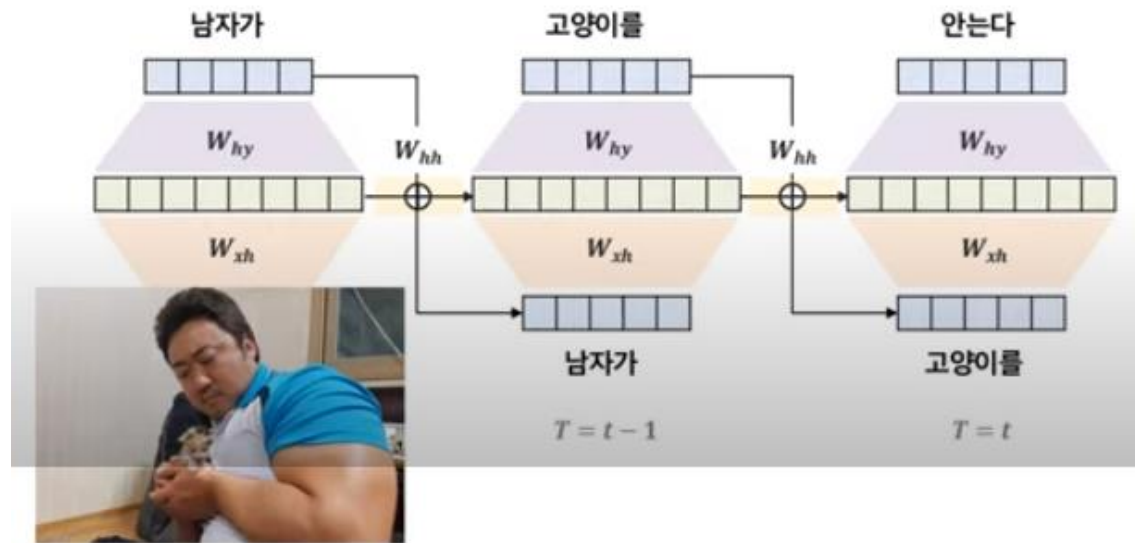 남자가 고양이를 안는다
W_hy W_hh W_hy W_hh W_hy
W_xh W_xh W_xh
남자가 고양이를
T = t − 1 T = t